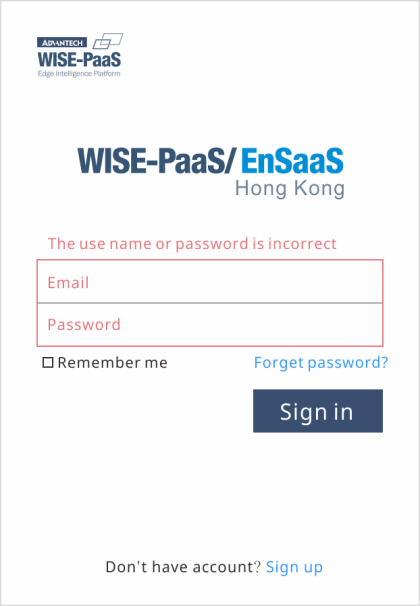 ADVANTECH
WISE-PaaS
Edge Intelligence Platform
WISE-PaaS/ EnSaaS
Hong Kong
The use name or password is incorrect
Email
Password
Remember me Forget password?
Sign in
Don't have account? Sign up